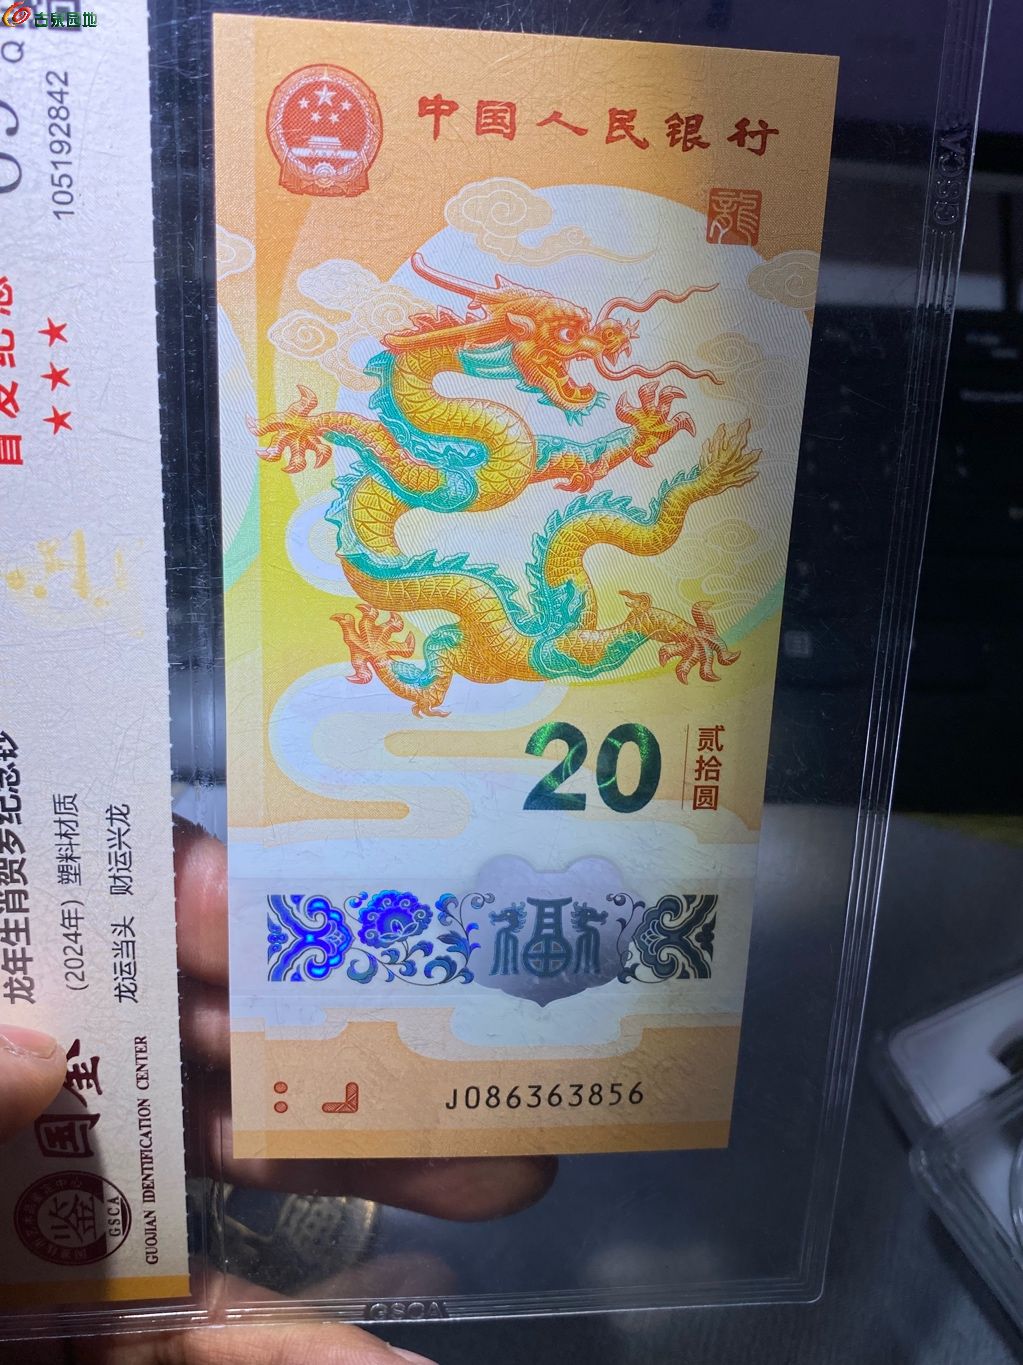 古泉园地
中国人民银行
龍
20
贰拾圆
福
J086363856
105192842
龙年生肖贺岁纪念钞
(2024年) 塑料材质
龙运当头 财运兴龙
GUOJIAN IDENTIFICATION CENTER
鉴
GSCA
GSCA
GSCA